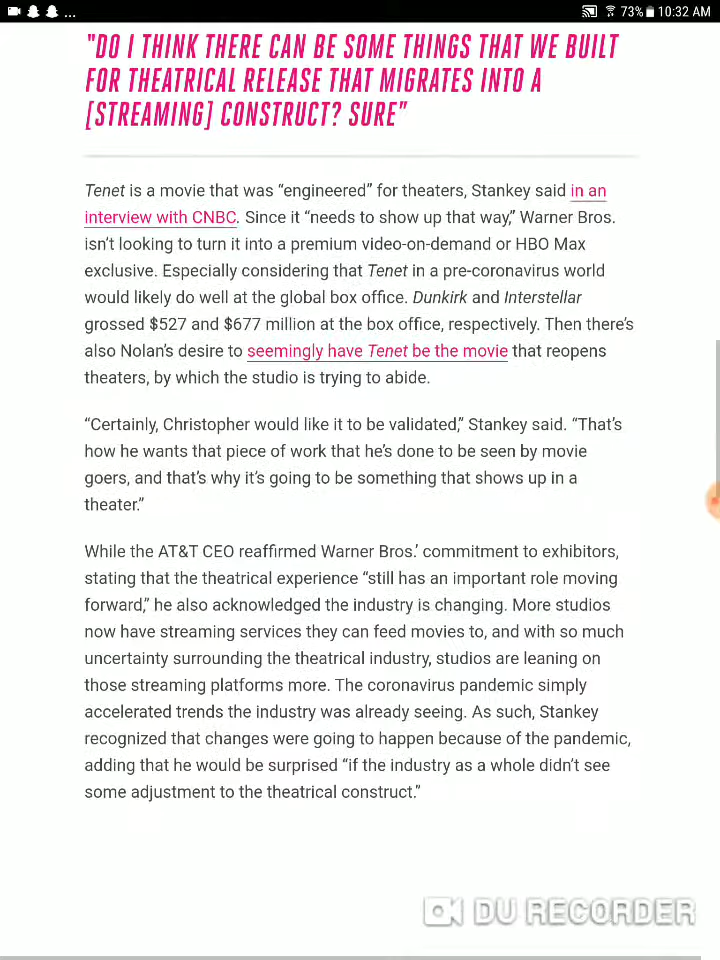 ... 73% 10:32 AM
"DO I THINK THERE CAN BE SOME THINGS THAT WE BUILT
FOR THEATRICAL RELEASE THAT MIGRATES INTO A
[STREAMING] CONSTRUCT? SURE"
Tenet is a movie that was “engineered” for theaters, Stankey said in an
interview with CNBC. Since it “needs to show up that way,” Warner Bros.
isn’t looking to turn it into a premium video-on-demand or HBO Max
exclusive. Especially considering that Tenet in a pre-coronavirus world
would likely do well at the global box office. Dunkirk and Interstellar
grossed $527 and $677 million at the box office, respectively. Then there’s
also Nolan’s desire to seemingly have Tenet be the movie that reopens
theaters, by which the studio is trying to abide.
“Certainly, Christopher would like it to be validated,” Stankey said. “That’s
how he wants that piece of work that he’s done to be seen by movie
goers, and that’s why it’s going to be something that shows up in a
theater.”
While the AT&T CEO reaffirmed Warner Bros.’ commitment to exhibitors,
stating that the theatrical experience “still has an important role moving
forward,” he also acknowledged the industry is changing. More studios
now have streaming services they can feed movies to, and with so much
uncertainty surrounding the theatrical industry, studios are leaning on
those streaming platforms more. The coronavirus pandemic simply
accelerated trends the industry was already seeing. As such, Stankey
recognized that changes were going to happen because of the pandemic,
adding that he would be surprised “if the industry as a whole didn’t see
some adjustment to the theatrical construct.”
DU RECORDER